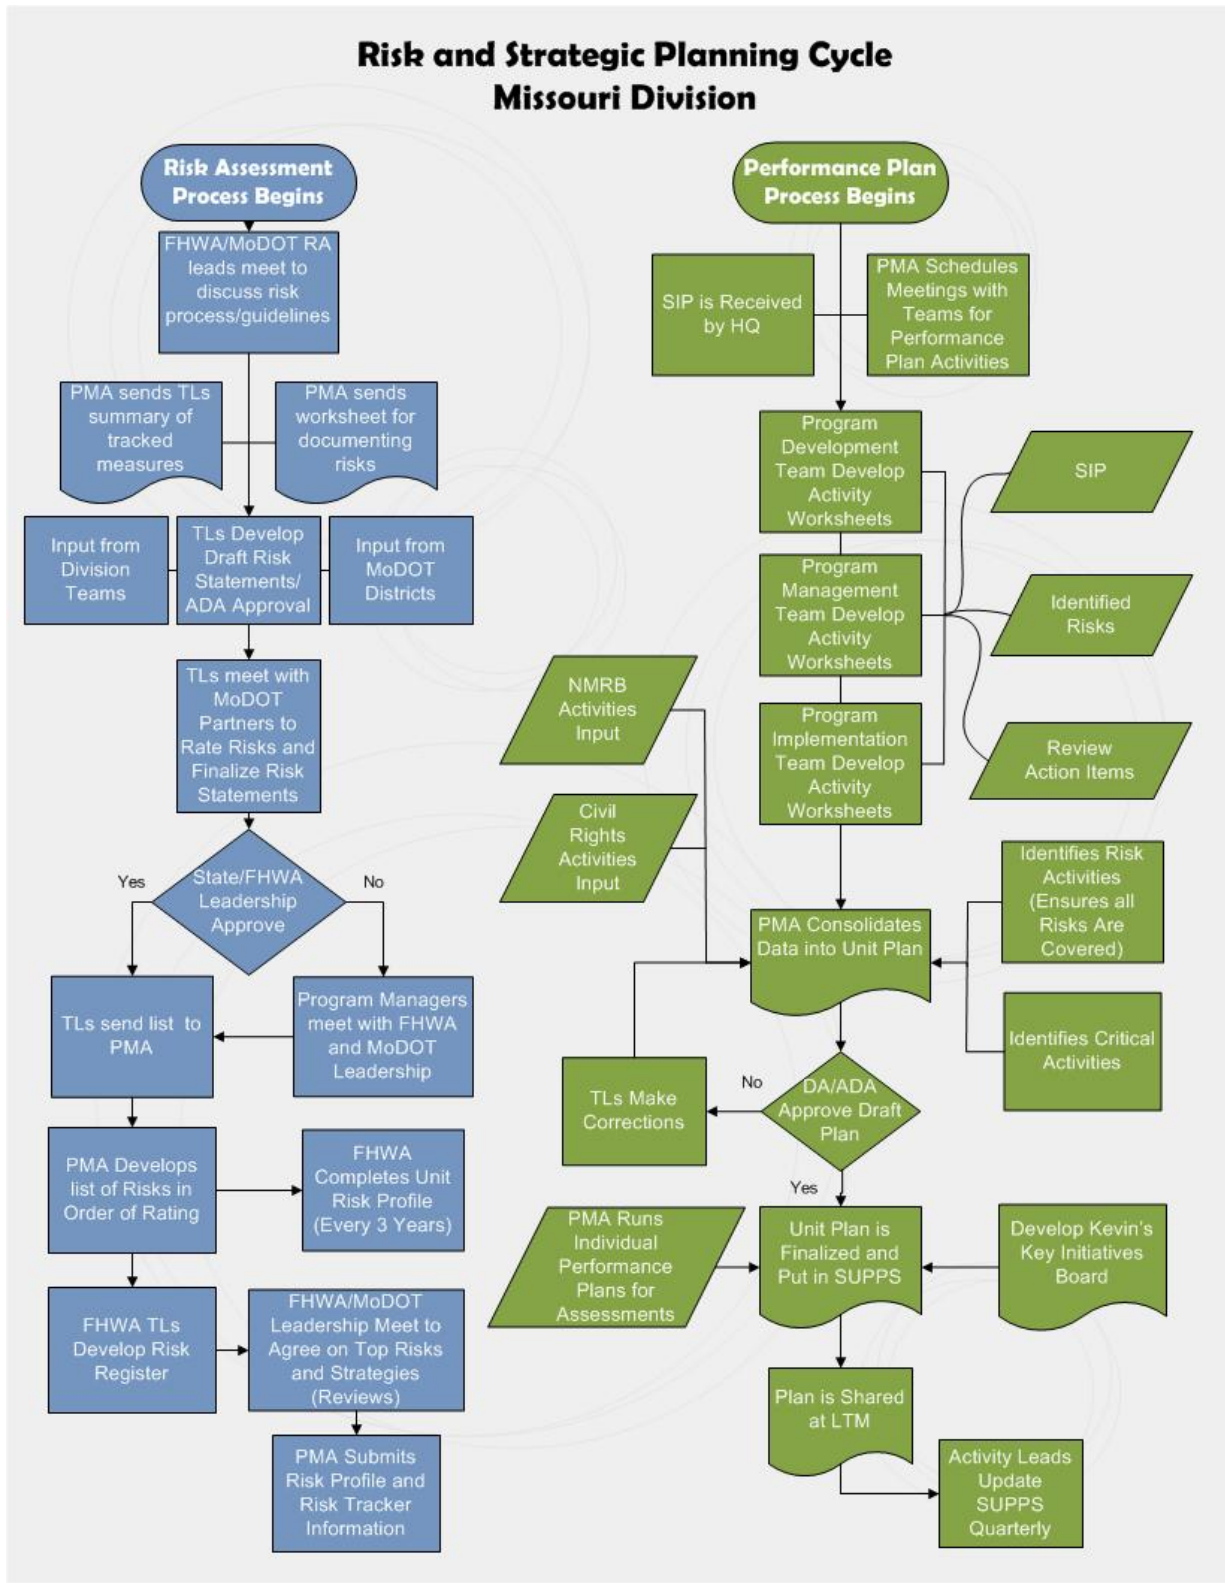 Risk and Strategic Planning Cycle
Missouri Division
Risk Assessment
Process Begins
FHWA/MoDOT RA
leads meet to
discuss risk
process/guidelines
PMA sends TLs
summary of
tracked
measures
PMA sends
worksheet for
documenting
risks
Input from
Division
Teams
TLs Develop
Draft Risk
Statements/
ADA Approval
Input from
MoDOT
Districts
TLs meet with
MoDOT
Partners to
Rate Risks and
Finalize Risk
Statements
State/FHWA
Leadership
Approve
Yes
No
TLs send list to
PMA
Program Managers
meet with FHWA
and MoDOT
Leadership
PMA Develops
list of Risks in
Order of Rating
FHWA
Completes Unit
Risk Profile
(Every 3 Years)
FHWA TLs
Develop Risk
Register
FHWA/MoDOT
Leadership Meet to
Agree on Top Risks
and Strategies
(Reviews)
PMA Submits
Risk Profile and
Risk Tracker
Information
Performance Plan
Process Begins
SIP is Received
by HQ
PMA Schedules
Meetings with
Teams for
Performance
Plan Activities
Program
Development
Team Develop
Activity
Worksheets
SIP
Program
Management
Team Develop
Activity
Worksheets
Identified
Risks
Program
Implementation
Team Develop
Activity
Worksheets
Review
Action Items
NMRB
Activities
Input
Civil
Rights
Activities
Input
PMA Consolidates
Data into Unit Plan
Identifies Risk
Activities
(Ensures all
Risks Are
Covered)
Identifies Critical
Activities
TLs Make
Corrections
No
DA/ADA
Approve Draft
Plan
Yes
PMA Runs
Individual
Performance
Plans for
Assessments
Unit Plan is
Finalized and
Put in SUPPS
Develop Kevin's
Key Initiatives
Board
Plan is Shared
at LTM
Activity Leads
Update
SUPPS
Quarterly